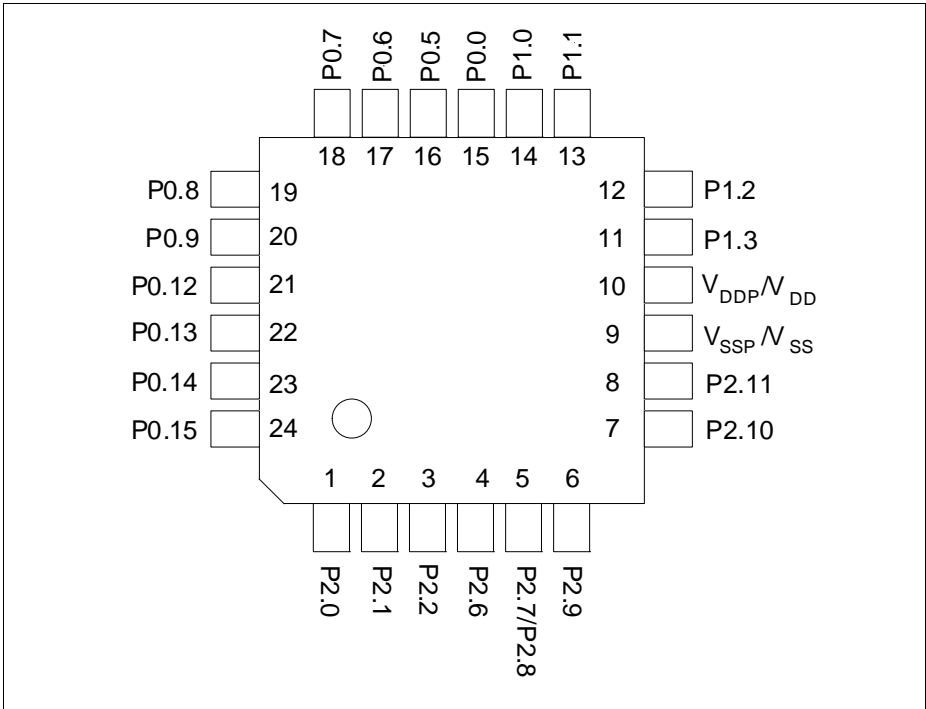 P0.7 P0.6 P0.5 P0.0 P1.0 P1.1
18 17 16 15 14 13
P0.8 19 12 P1.2
P0.9 20 11 P1.3
P0.12 21 10 VDDP/VDD
P0.13 22 9 VSSP/VSS
P0.14 23 8 P2.11
P0.15 24 7 P2.10
1 2 3 4 5 6
P2.0 P2.1 P2.2 P2.6 P2.7/P2.8 P2.9